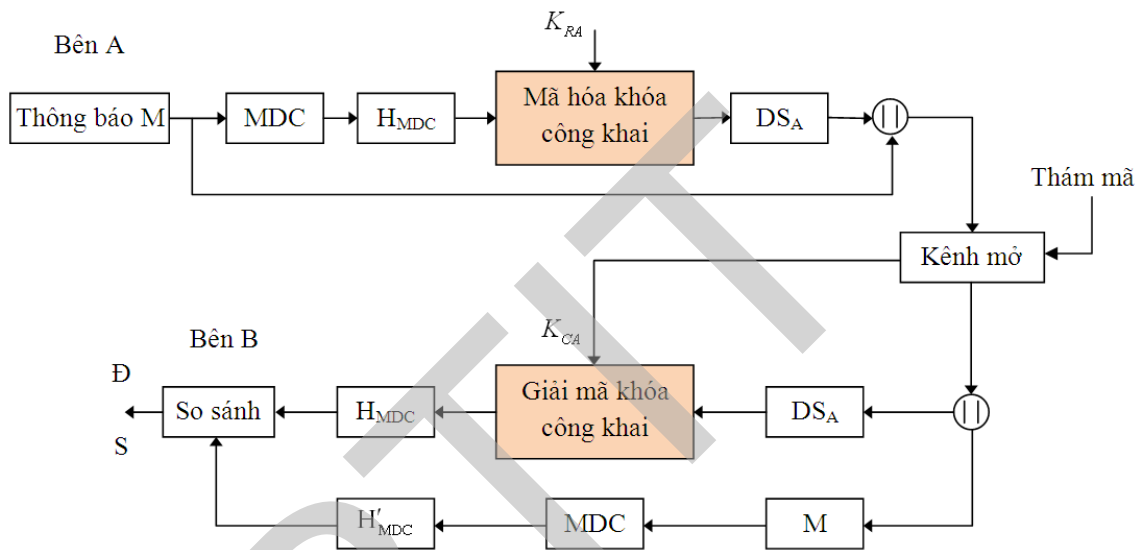 K_RA
Bên A
Thông báo M
MDC
H_MDC
Mã hóa khóa
công khai
DS_A
||
Thám mã
Kênh mở
K_CA
Bên B
Đ
S
So sánh
H_MDC
Giải mã khóa
công khai
DS_A
||
H′_MDC
MDC
M
PTIT